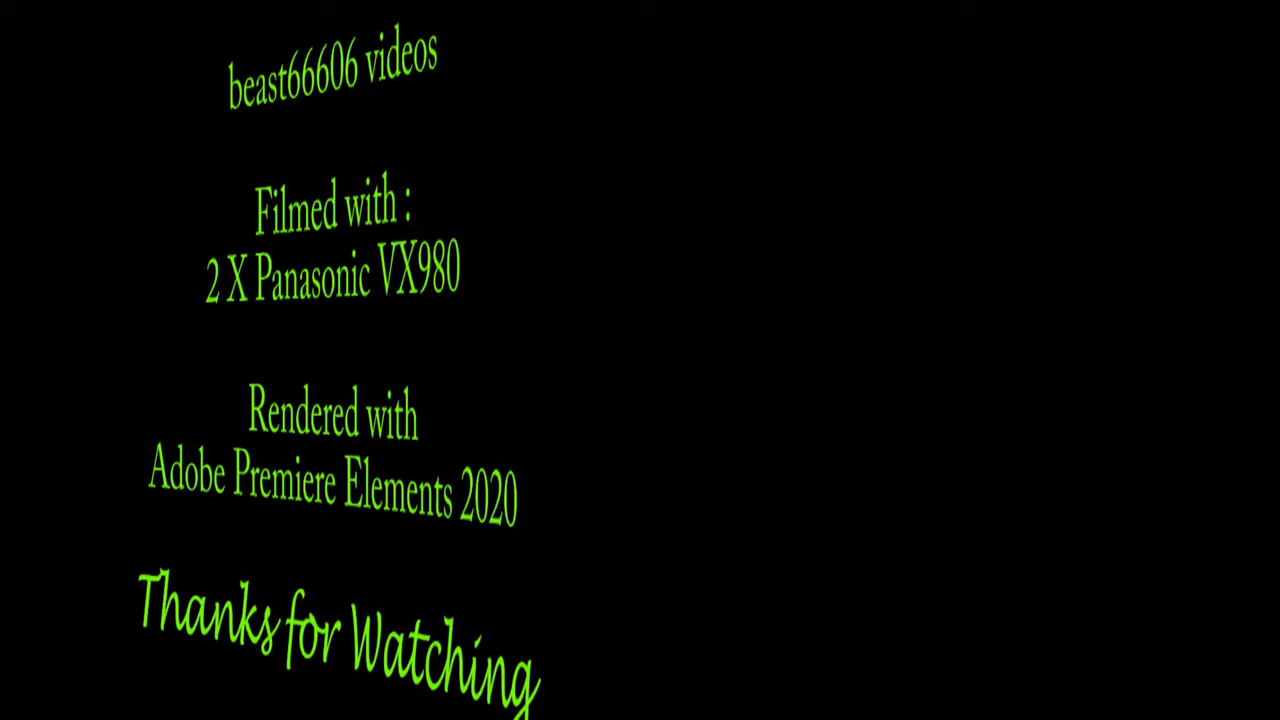 beast66606 videos
Filmed with :
2 X Panasonic VX980
Rendered with
Adobe Premiere Elements 2020
Thanks for Watching